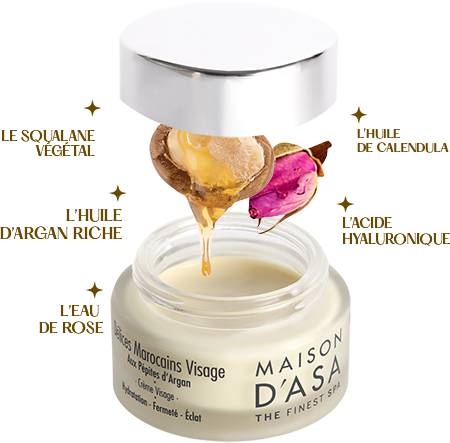 LE SQUALANE
VÉGÉTAL
L'HUILE
DE CALENDULA
L'HUILE
D'ARGAN RICHE
L'ACIDE
HYALURONIQUE
L'EAU
DE ROSE
Délices Marocains Visage
Aux Pépites d'Argan
- Crème Visage -
Hydratation - Fermeté - Éclat
MAISON
D'ASA
THE FINEST SPA